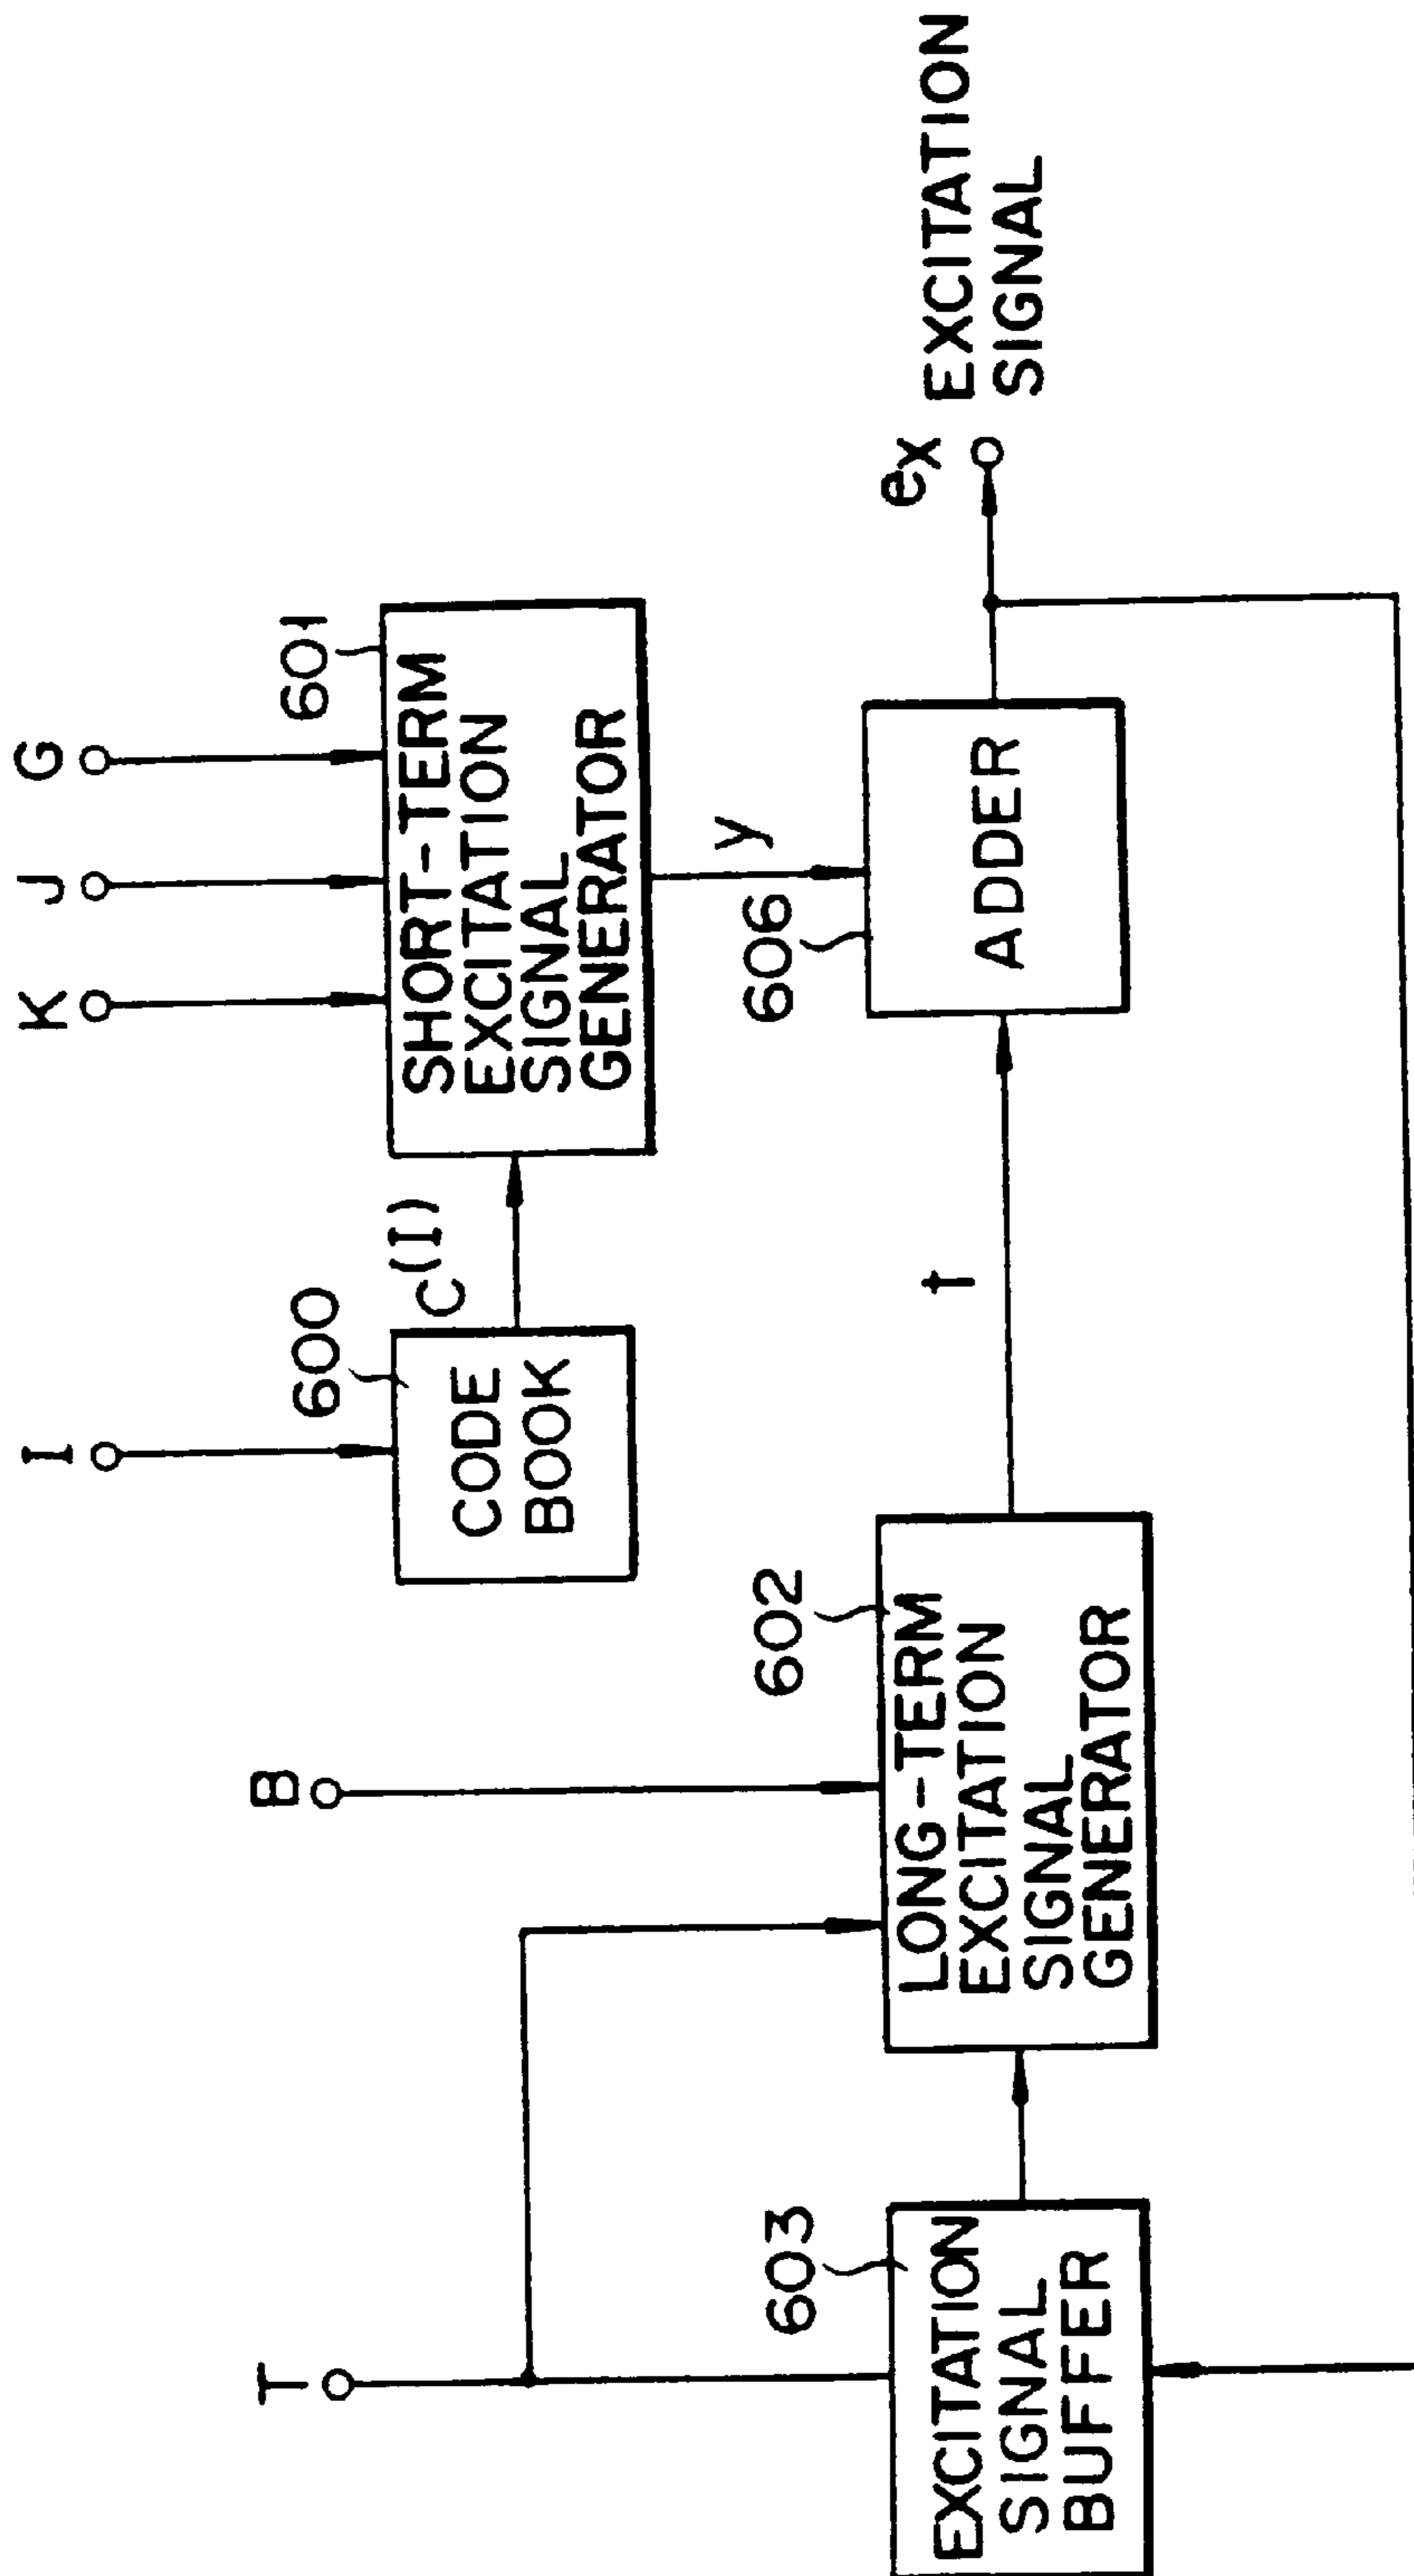 K
J
G
601
SHORT-TERM
EXCITATION
SIGNAL
GENERATOR
I
600
CODE
BOOK
C(I)
y
606
ADDER
ex
EXCITATION
SIGNAL
T
B
602
LONG-TERM
EXCITATION
SIGNAL
GENERATOR
t
603
EXCITATION
SIGNAL
BUFFER